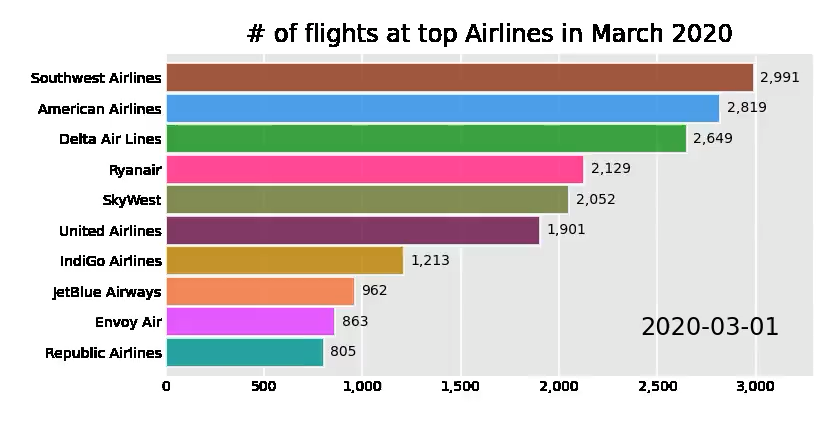 # of flights at top Airlines in March 2020
Southwest Airlines 2,991
American Airlines 2,819
Delta Air Lines 2,649
Ryanair 2,129
SkyWest 2,052
United Airlines 1,901
IndiGo Airlines 1,213
JetBlue Airways 962
Envoy Air 863
2020-03-01
Republic Airlines 805
0 500 1,000 1,500 2,000 2,500 3,000